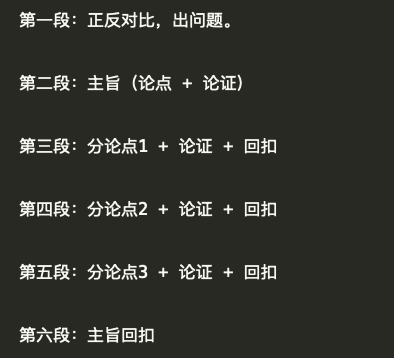 第一段：正反对比，出问题。
第二段：主旨（论点 + 论证）
第三段：分论点1 + 论证 + 回扣
第四段：分论点2 + 论证 + 回扣
第五段：分论点3 + 论证 + 回扣
第六段：主旨回扣